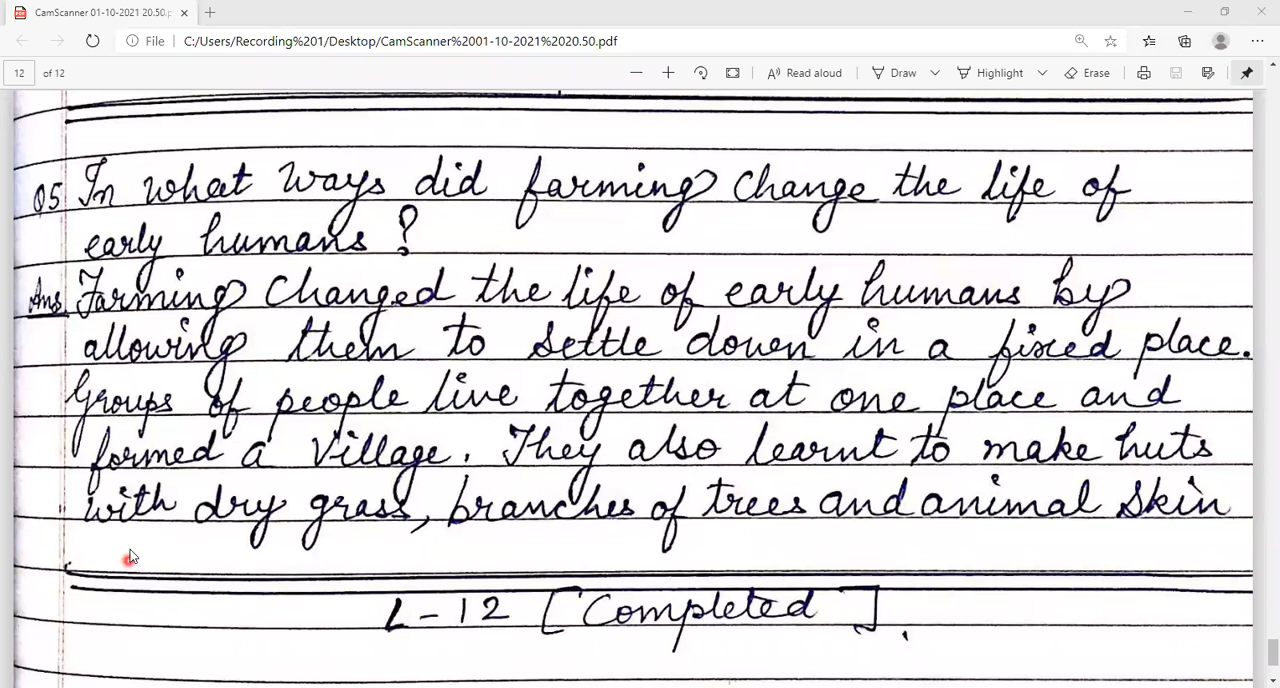 CamScanner 01-10-2021 20.50.p
File C:/Users/Recording%201/Desktop/CamScanner%2001-10-2021%2020.50.pdf
12 of 12 Read aloud Draw Highlight Erase
Q5 In what ways did farming change the life of
early humans?
Ans. Farming changed the life of early humans by
allowing them to settle down in a fixed place.
Groups of people live together at one place and
formed a village. They also learnt to make huts
with dry grass, branches of trees and animal skin
L-12 [Completed].